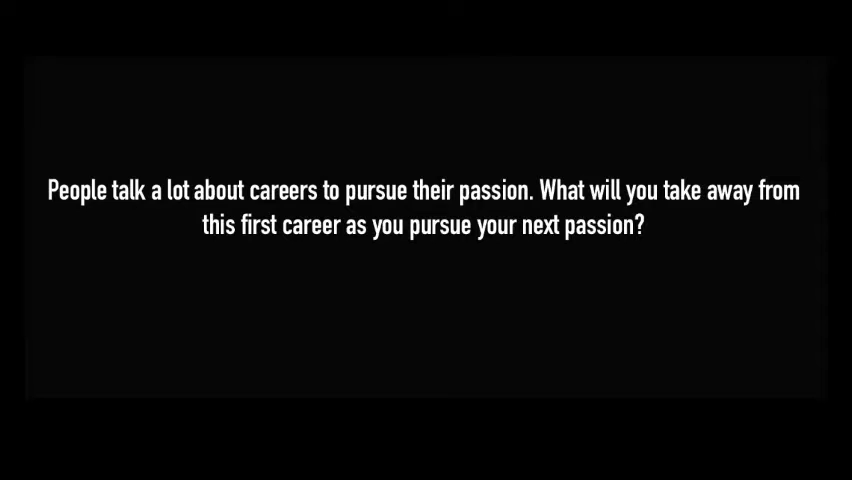 People talk a lot about careers to pursue their passion. What will you take away from
this first career as you pursue your next passion?